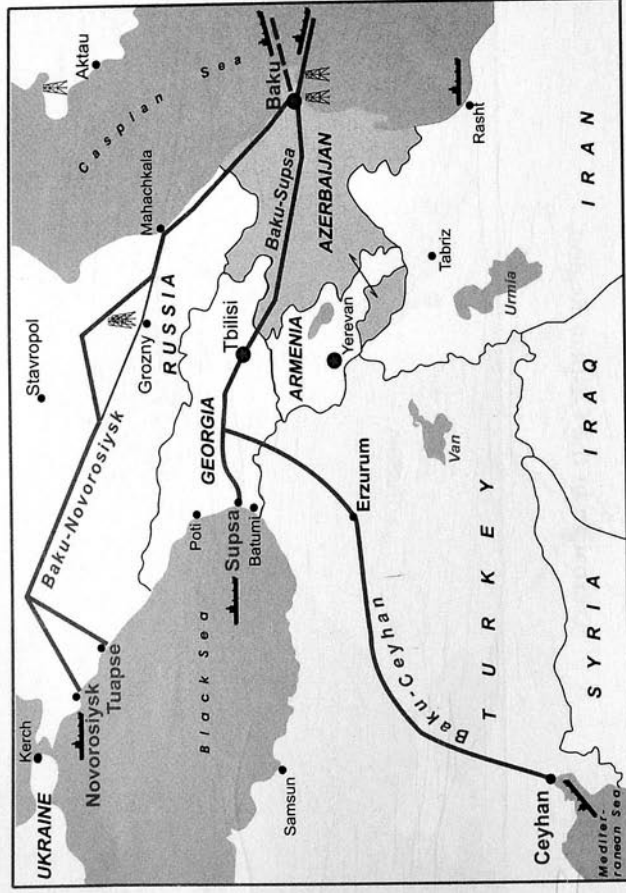 UKRAINE
Kerch
Novorosiysk
Tuapse
Stavropol
Baku-Novorosiysk
Grozny
RUSSIA
Mahachkala
Caspian Sea
Aktau
Black Sea
Poti
Supsa
Batumi
GEORGIA
Tbilisi
Baku-Supsa
Baku
ARMENIA
Yerevan
AZERBAIJAN
Samsun
Erzurum
Baku-Ceyhan
TURKEY
Van
Urmia
Tabriz
Rasht
IRAN
Ceyhan
Mediter-
ranean Sea
SYRIA
IRAQ